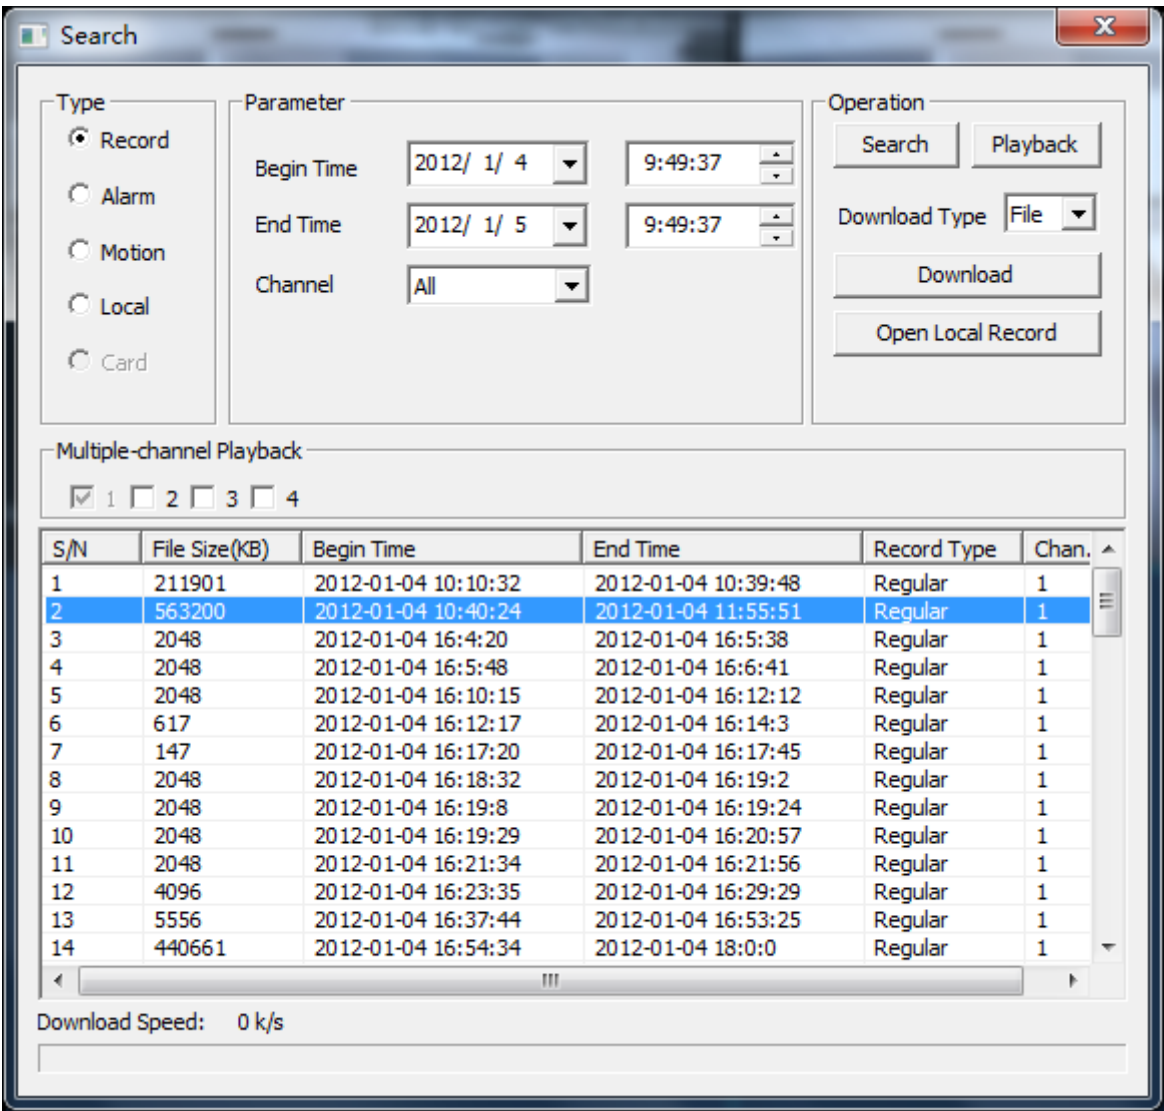 Search
Type
Record
Alarm
Motion
Local
Card
Parameter
Begin Time 2012/ 1/ 4 9:49:37
End Time 2012/ 1/ 5 9:49:37
Channel All
Operation
Search Playback
Download Type File
Download
Open Local Record
Multiple-channel Playback
1 2 3 4
S/N File Size(KB) Begin Time End Time Record Type Chan.
1 211901 2012-01-04 10:10:32 2012-01-04 10:39:48 Regular 1
2 563200 2012-01-04 10:40:24 2012-01-04 11:55:51 Regular 1
3 2048 2012-01-04 16:4:20 2012-01-04 16:5:38 Regular 1
4 2048 2012-01-04 16:5:48 2012-01-04 16:6:41 Regular 1
5 2048 2012-01-04 16:10:15 2012-01-04 16:12:12 Regular 1
6 617 2012-01-04 16:12:17 2012-01-04 16:14:3 Regular 1
7 147 2012-01-04 16:17:20 2012-01-04 16:17:45 Regular 1
8 2048 2012-01-04 16:18:32 2012-01-04 16:19:2 Regular 1
9 2048 2012-01-04 16:19:8 2012-01-04 16:19:24 Regular 1
10 2048 2012-01-04 16:19:29 2012-01-04 16:20:57 Regular 1
11 2048 2012-01-04 16:21:34 2012-01-04 16:21:56 Regular 1
12 4096 2012-01-04 16:23:35 2012-01-04 16:29:29 Regular 1
13 5556 2012-01-04 16:37:44 2012-01-04 16:53:25 Regular 1
14 440661 2012-01-04 16:54:34 2012-01-04 18:0:0 Regular 1
Download Speed: 0 k/s